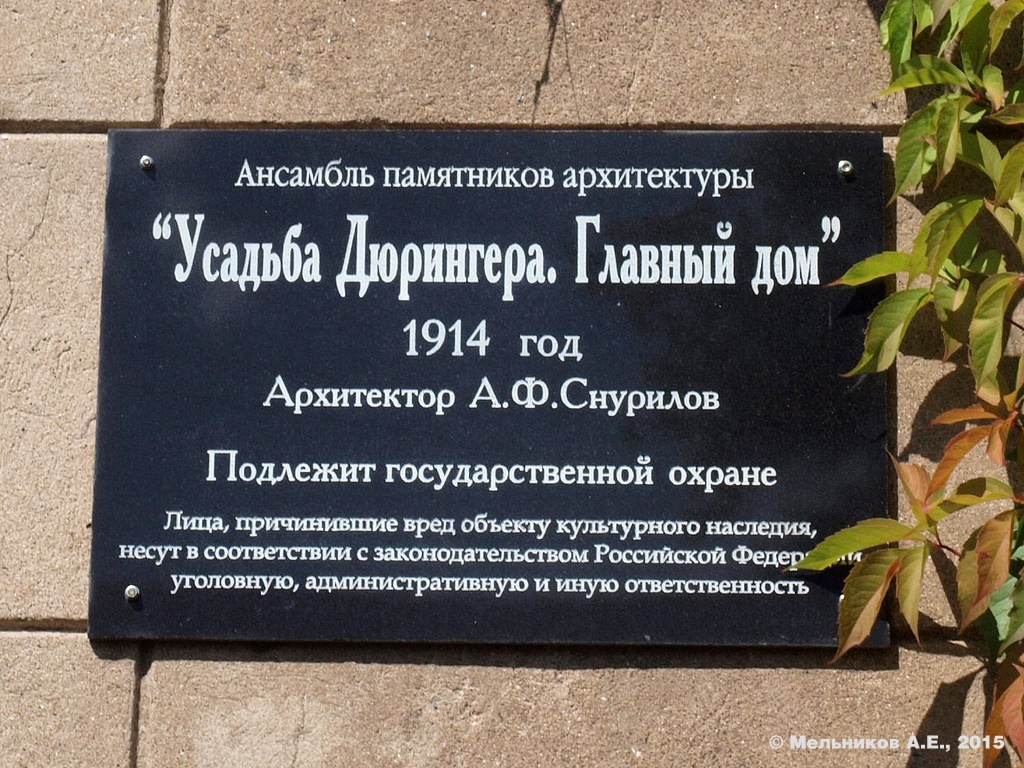 Ансамбль памятников архитектуры
“Усадьба Дюрингера. Главный дом”
1914 год
Архитектор А.Ф.Снурилов
Подлежит государственной охране
Лица, причинившие вред объекту культурного наследия,
несут в соответствии с законодательством Российской Федерации
уголовную, административную и иную ответственность
© Мельников А.Е., 2015